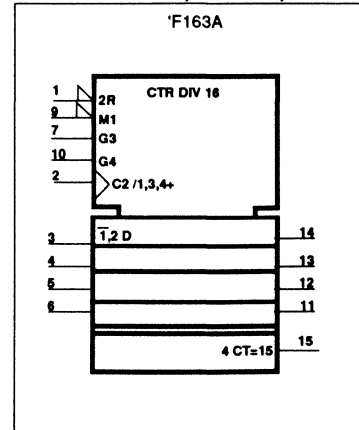 'F163A
CTR DIV 16
1 2R
9 M1
7 G3
10 G4
2 C2 /1,3,4+
3 1̅,2 D 14
4 13
5 12
6 11
4 CT=15 15